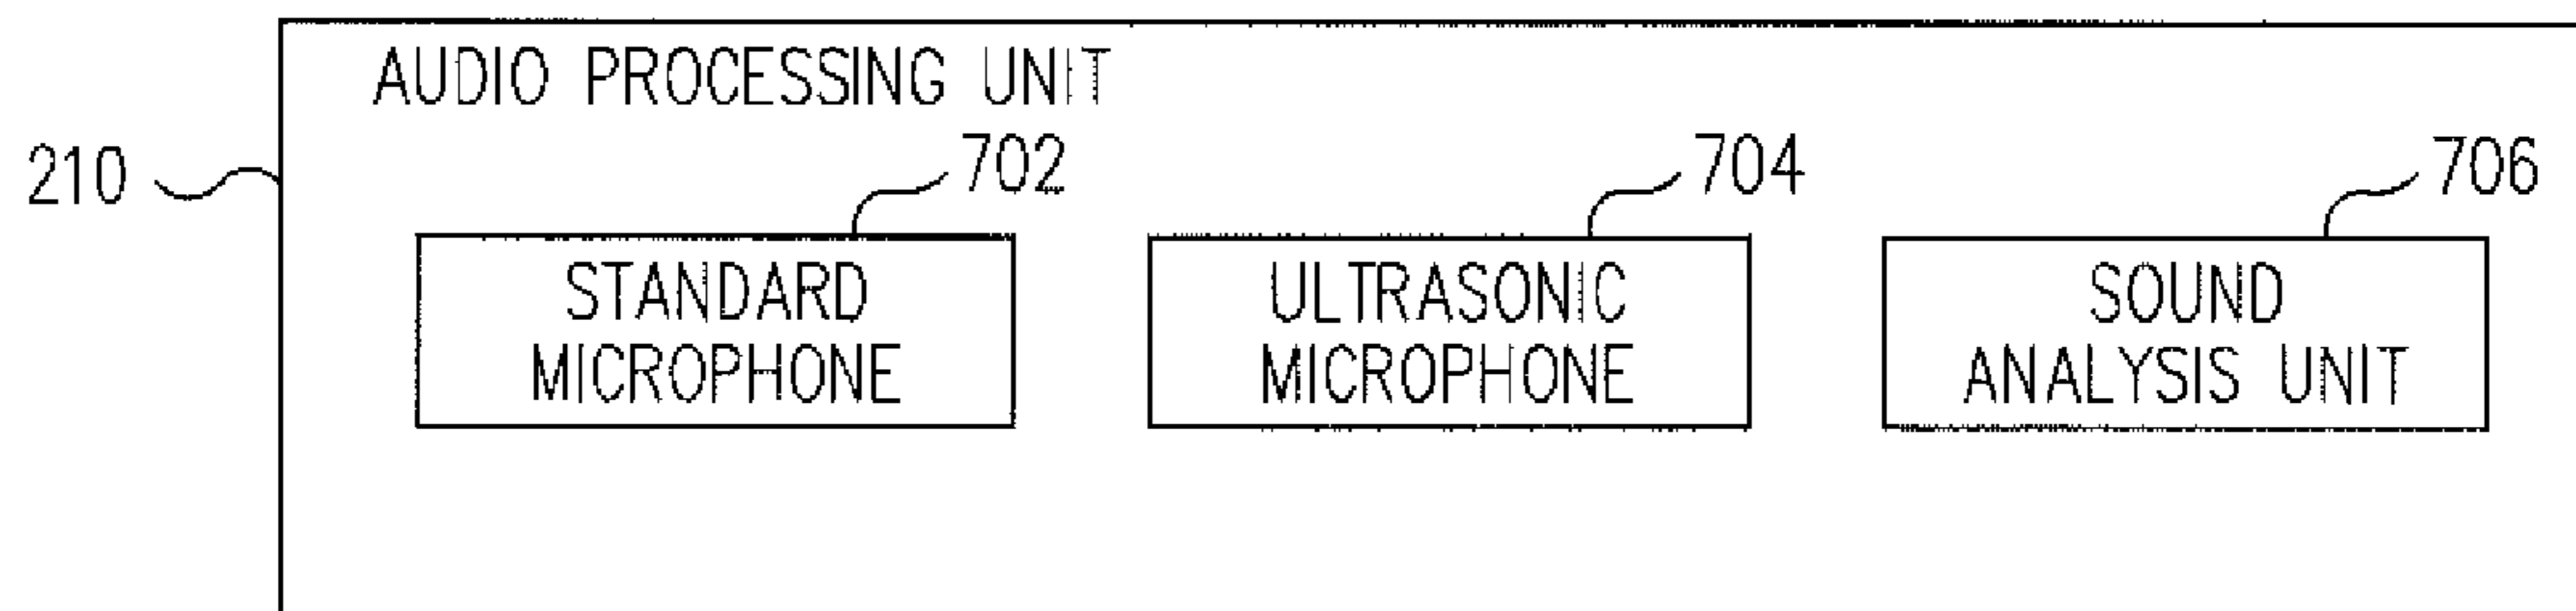 AUDIO PROCESSING UNIT
210
702
704
706
STANDARD
MICROPHONE
ULTRASONIC
MICROPHONE
SOUND
ANALYSIS UNIT